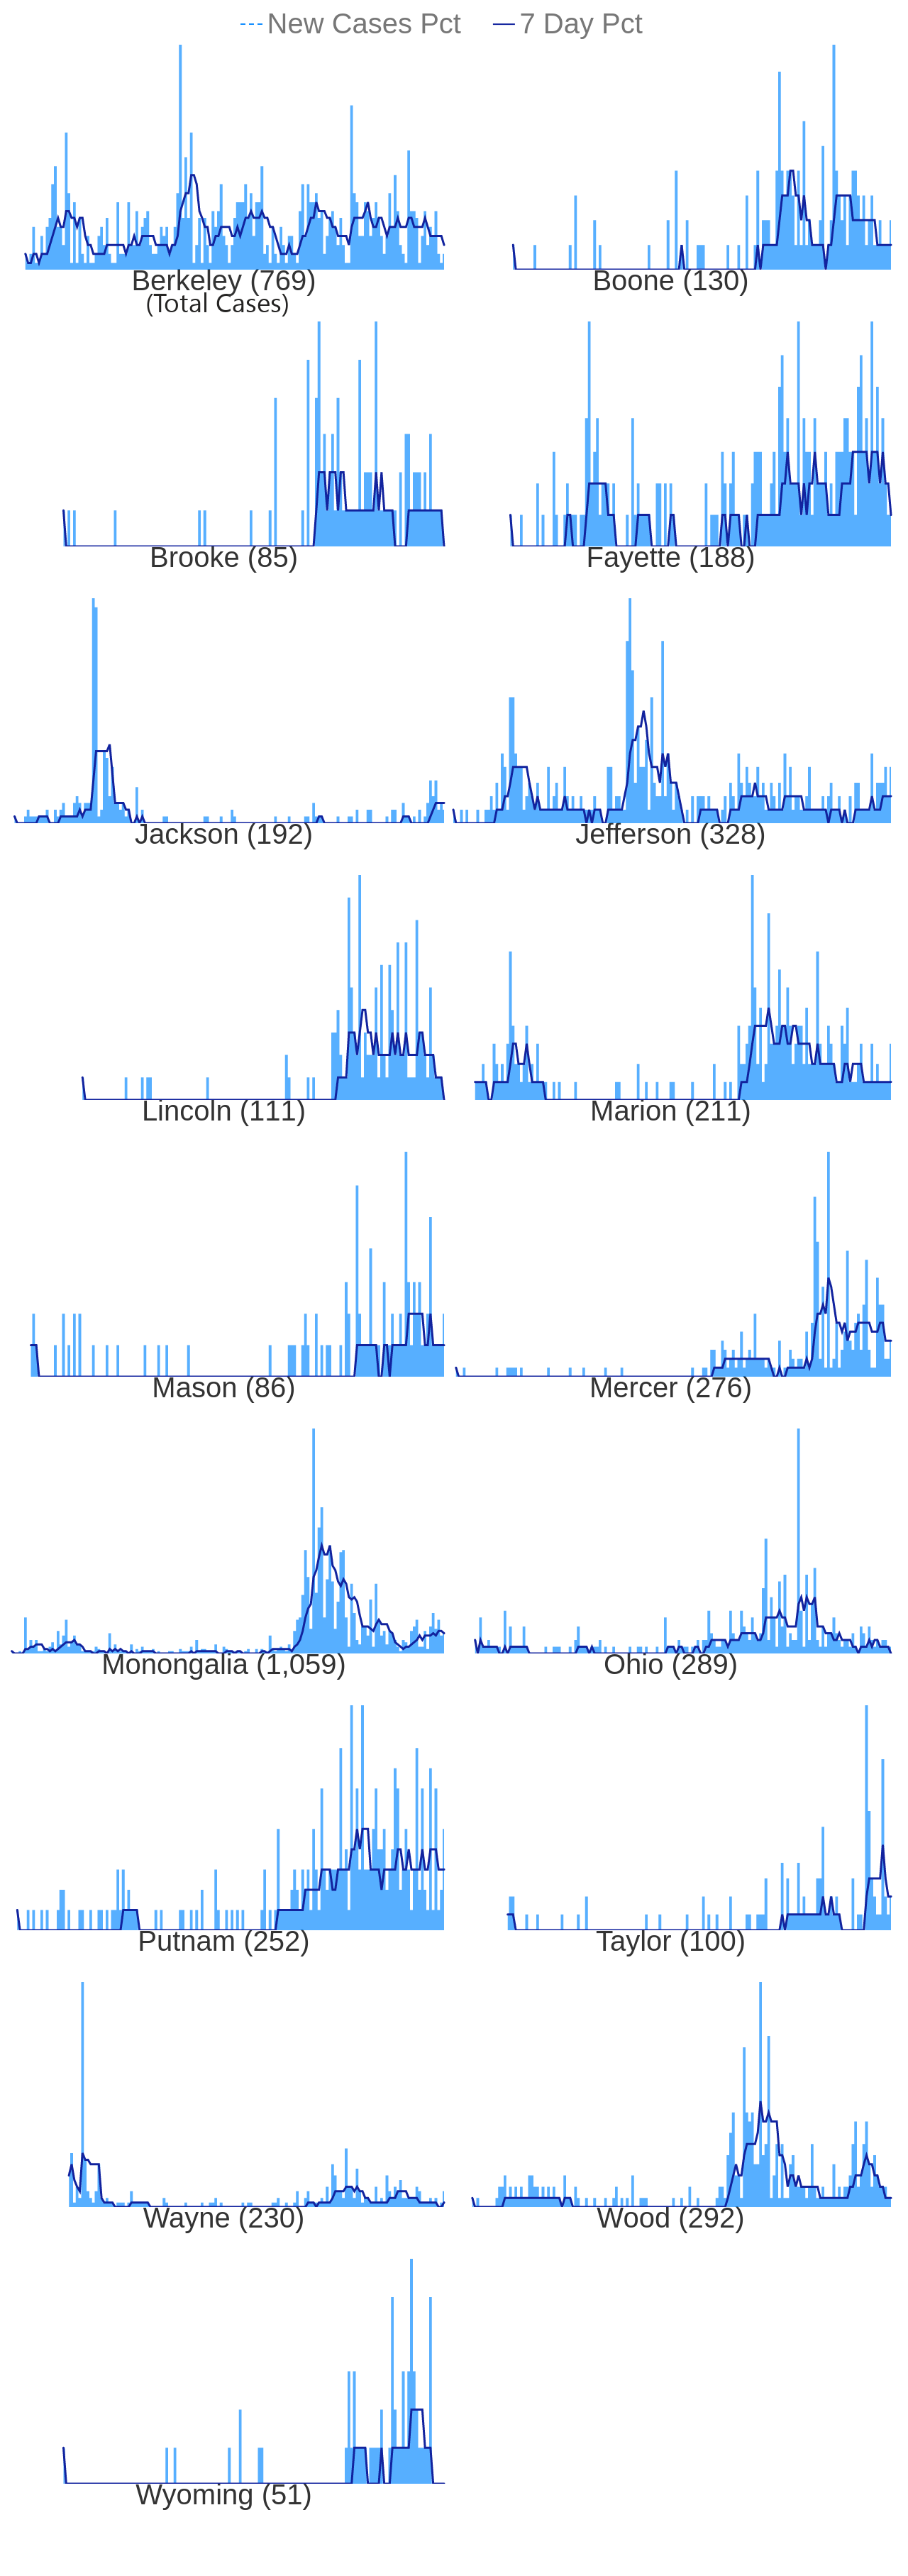 New Cases Pct 7 Day Pct
Berkeley (769) Boone (130)
(Total Cases)
Brooke (85) Fayette (188)
Jackson (192) Jefferson (328)
Lincoln (111) Marion (211)
Mason (86) Mercer (276)
Monongalia (1,059) Ohio (289)
Putnam (252) Taylor (100)
Wayne (230) Wood (292)
Wyoming (51)